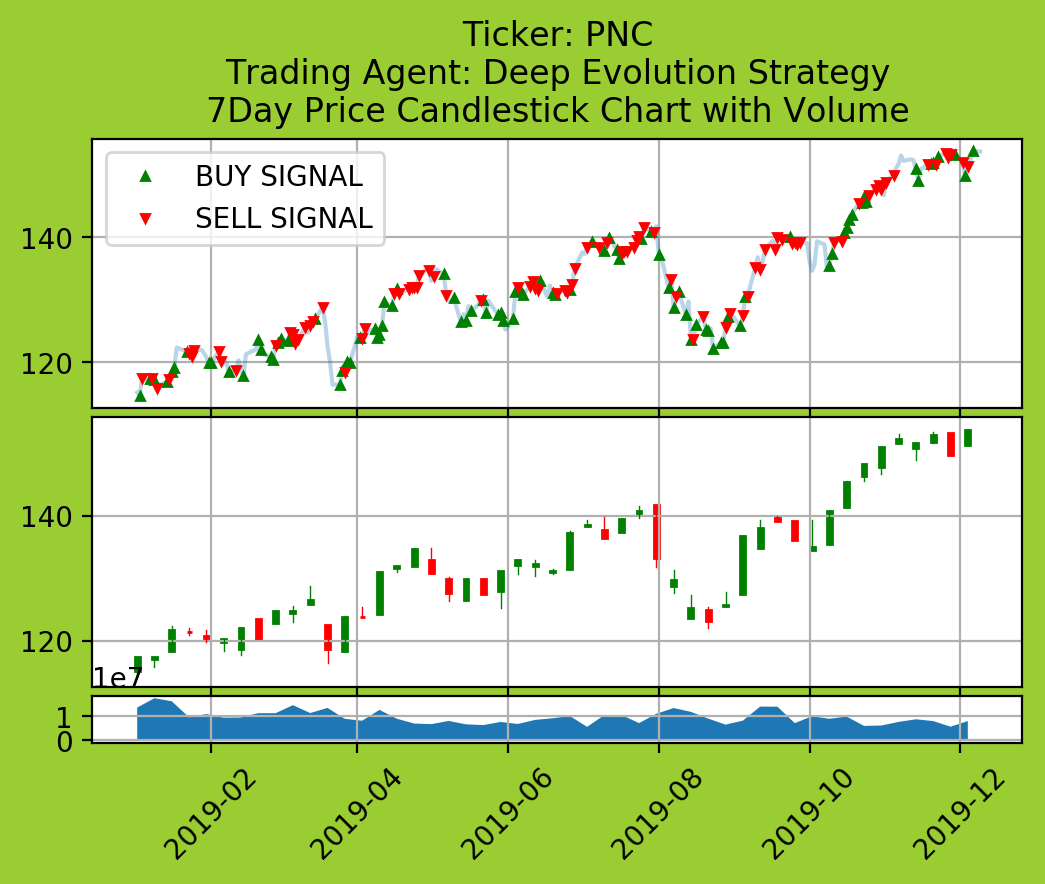 Ticker: PNC
Trading Agent: Deep Evolution Strategy
7Day Price Candlestick Chart with Volume
BUY SIGNAL
SELL SIGNAL
140
120
140
120
1e7
1
0
2019-02
2019-04
2019-06
2019-08
2019-10
2019-12